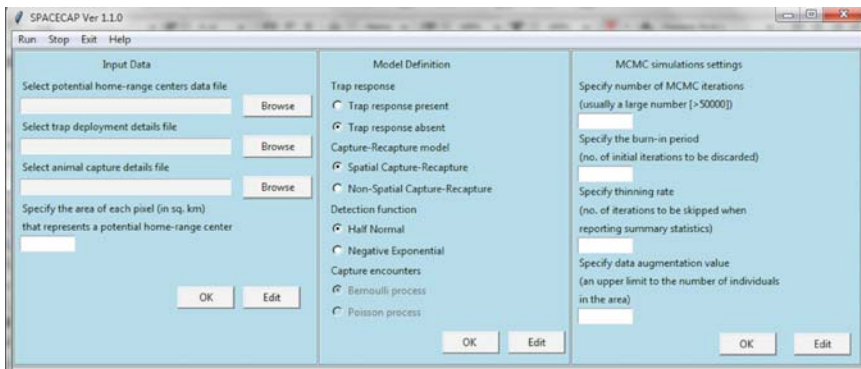 SPACECAP Ver 1.1.0
Run Stop Exit Help
Input Data
Select potential home-range centers data file
Browse
Select trap deployment details file
Browse
Select animal capture details file
Browse
Specify the area of each pixel (in sq. km)
that represents a potential home-range center
OK Edit
Model Definition
Trap response
Trap response present
Trap response absent
Capture-Recapture model
Spatial Capture-Recapture
Non-Spatial Capture-Recapture
Detection function
Half Normal
Negative Exponential
Capture encounters
Bernoulli process
Poisson process
OK Edit
MCMC simulations settings
Specify number of MCMC iterations
(usually a large number [>50000])
Specify the burn-in period
(no. of initial iterations to be discarded)
Specify thinning rate
(no. of iterations to be skipped when
reporting summary statistics)
Specify data augmentation value
(an upper limit to the number of individuals
in the area)
OK Edit